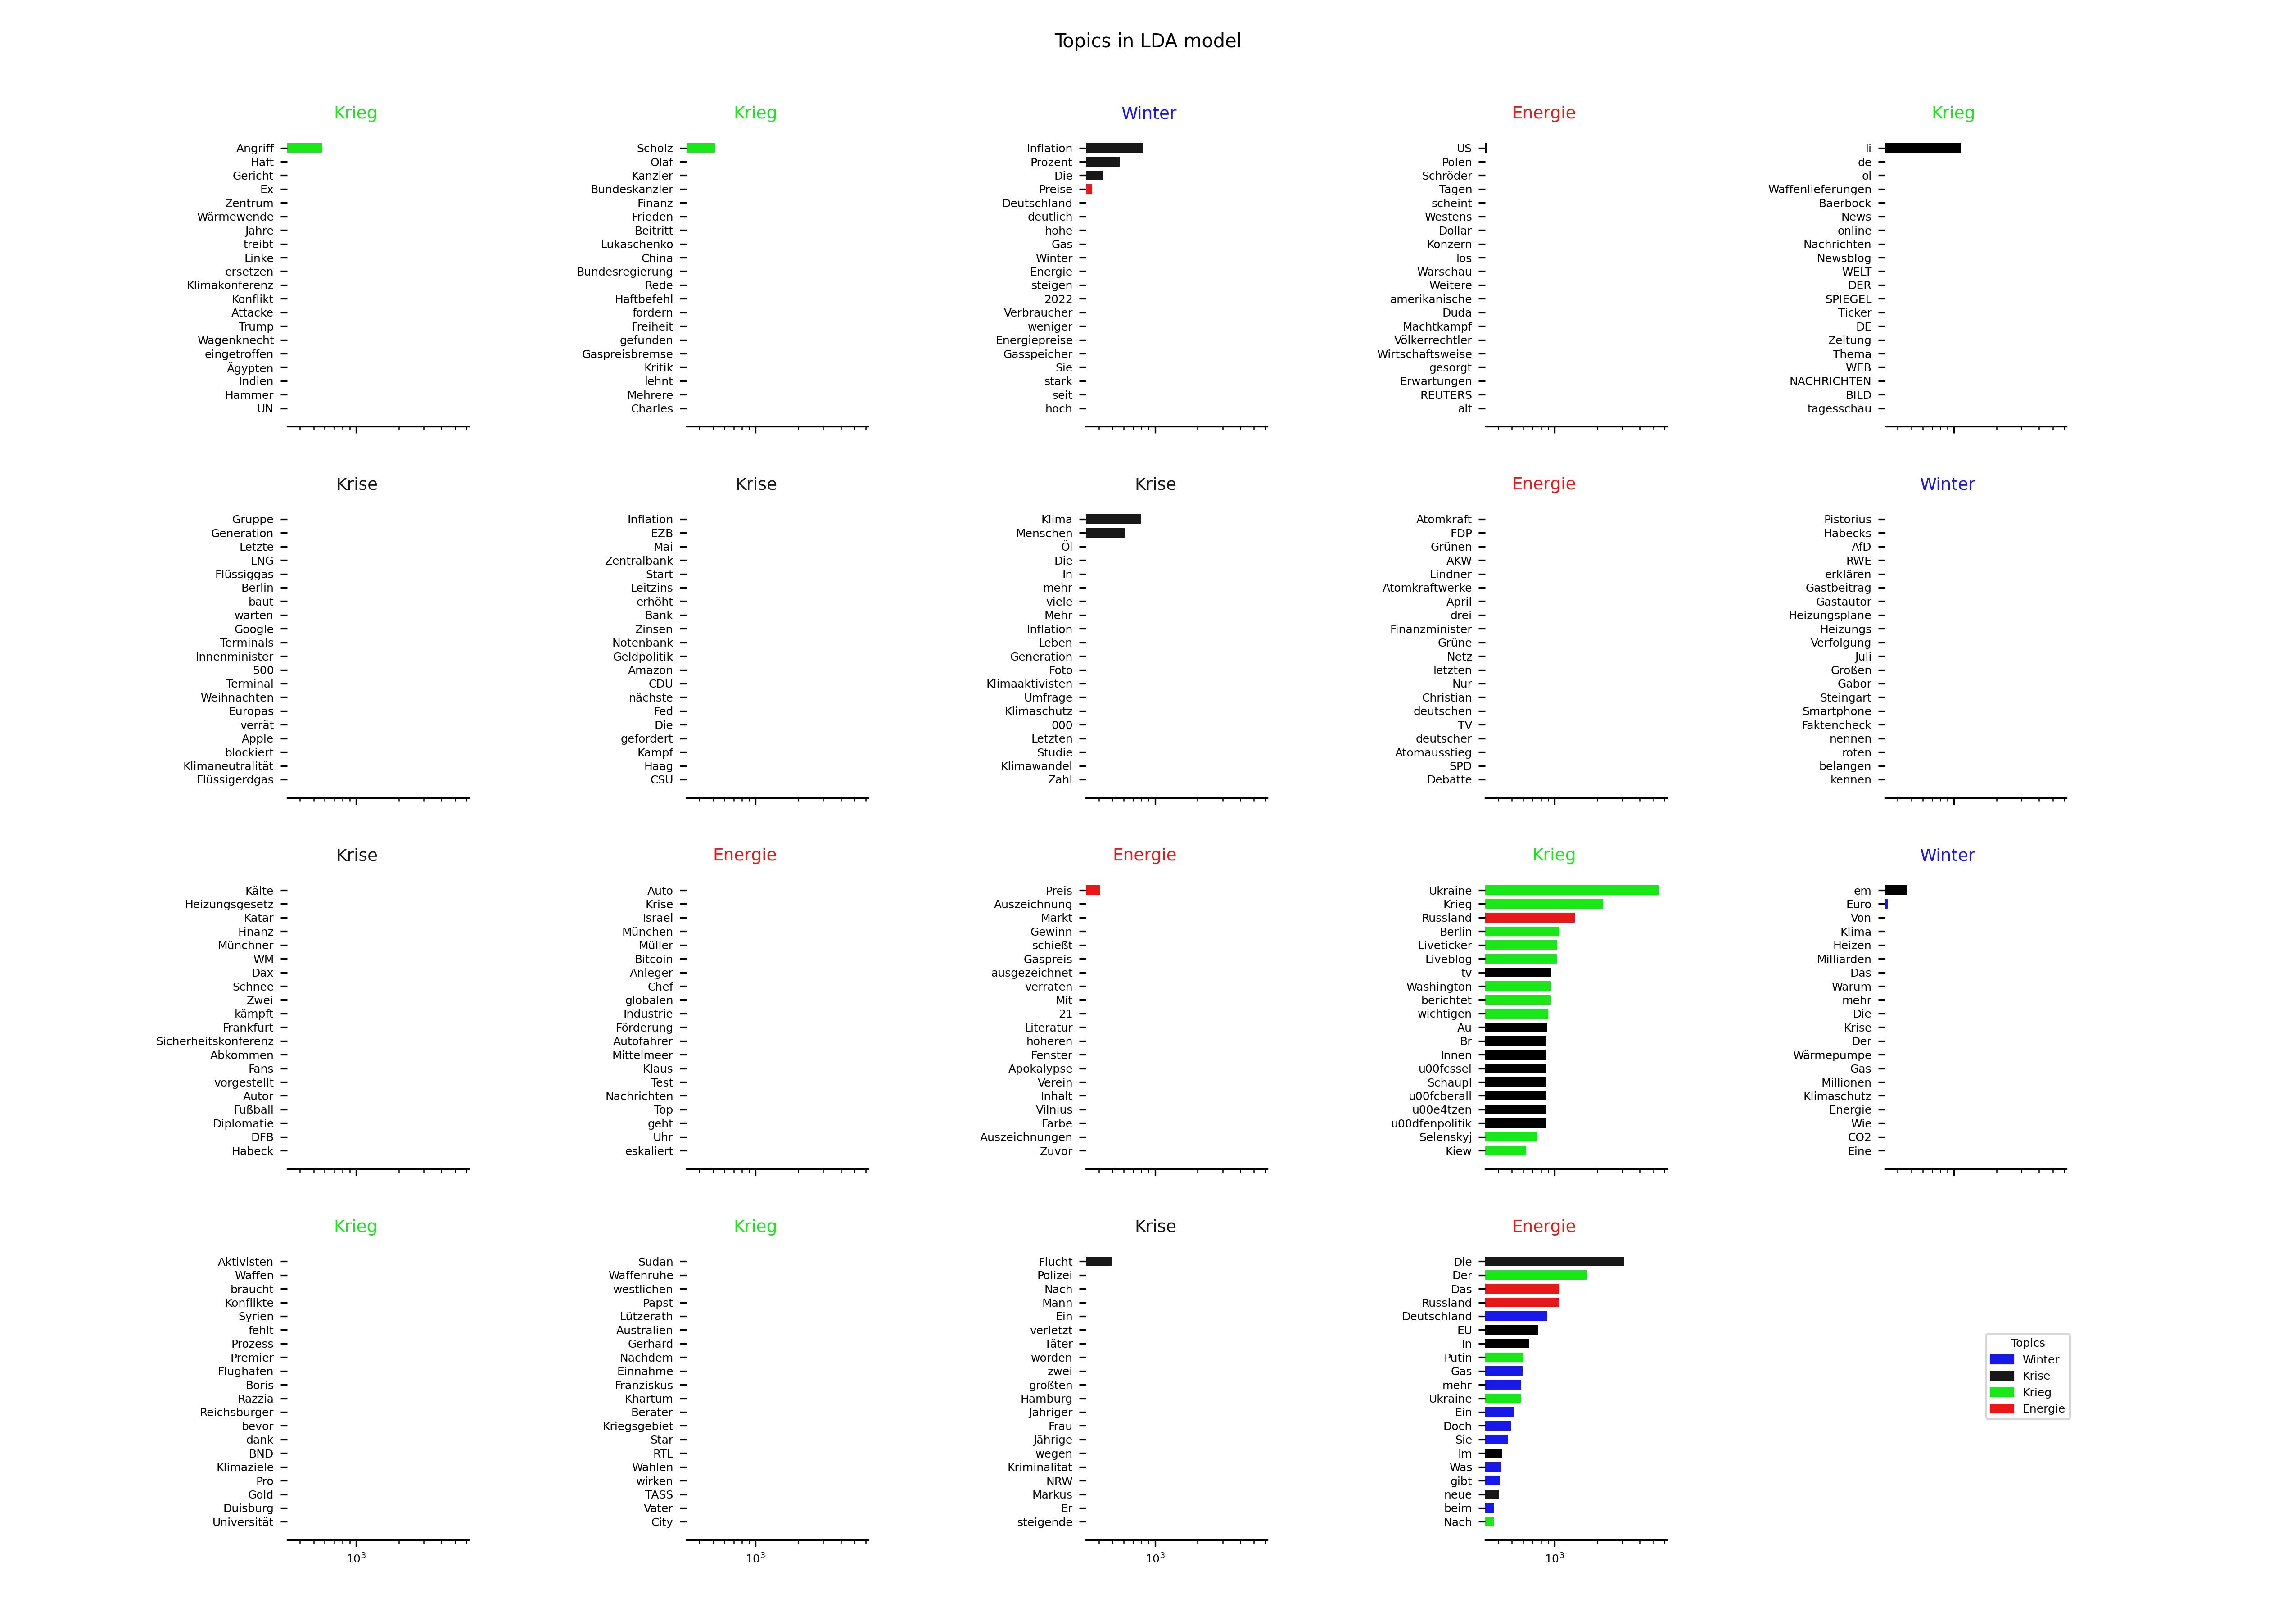 Topics in LDA model
Krieg
Angriff
Haft
Gericht
Ex
Zentrum
Wärmewende
Jahre
treibt
Linke
ersetzen
Klimakonferenz
Konflikt
Attacke
Trump
Wagenknecht
eingetroffen
Ägypten
Indien
Hammer
UN
Krieg
Scholz
Olaf
Kanzler
Bundeskanzler
Finanz
Frieden
Beitritt
Lukaschenko
China
Bundesregierung
Rede
Haftbefehl
fordern
Freiheit
gefunden
Gaspreisbremse
Kritik
lehnt
Mehrere
Charles
Winter
Inflation
Prozent
Die
Preise
Deutschland
deutlich
hohe
Gas
Winter
Energie
steigen
2022
Verbraucher
weniger
Energiepreise
Gasspeicher
Sie
stark
seit
hoch
Energie
US
Polen
Schröder
Tagen
scheint
Westens
Dollar
Konzern
los
Warschau
Weitere
amerikanische
Duda
Machtkampf
Völkerrechtler
Wirtschaftsweise
gesorgt
Erwartungen
REUTERS
alt
Krieg
li
de
ol
Waffenlieferungen
Baerbock
News
online
Nachrichten
Newsblog
WELT
DER
SPIEGEL
Ticker
DE
Zeitung
Thema
WEB
NACHRICHTEN
BILD
tagesschau
Krise
Gruppe
Generation
Letzte
LNG
Flüssiggas
Berlin
baut
warten
Google
Terminals
Innenminister
500
Terminal
Weihnachten
Europas
verrät
Apple
blockiert
Klimaneutralität
Flüssigerdgas
Krise
Inflation
EZB
Mai
Zentralbank
Start
Leitzins
erhöht
Bank
Zinsen
Notenbank
Geldpolitik
Amazon
CDU
nächste
Fed
Die
gefordert
Kampf
Haag
CSU
Krise
Klima
Menschen
Öl
Die
In
mehr
viele
Mehr
Inflation
Leben
Generation
Foto
Klimaaktivisten
Umfrage
Klimaschutz
000
Letzten
Studie
Klimawandel
Zahl
Energie
Atomkraft
FDP
Grünen
AKW
Lindner
Atomkraftwerke
April
drei
Finanzminister
Grüne
Netz
letzten
Nur
Christian
deutschen
TV
deutscher
Atomausstieg
SPD
Debatte
Winter
Pistorius
Habecks
AfD
RWE
erklären
Gastbeitrag
Gastautor
Heizungspläne
Heizungs
Verfolgung
Juli
Großen
Gabor
Steingart
Smartphone
Faktencheck
nennen
roten
belangen
kennen
Krise
Kälte
Heizungsgesetz
Katar
Finanz
Münchner
WM
Dax
Schnee
Zwei
kämpft
Frankfurt
Sicherheitskonferenz
Abkommen
Fans
vorgestellt
Autor
Fußball
Diplomatie
DFB
Habeck
Energie
Auto
Krise
Israel
München
Müller
Bitcoin
Anleger
Chef
globalen
Industrie
Förderung
Autofahrer
Mittelmeer
Klaus
Test
Nachrichten
Top
geht
Uhr
eskaliert
Energie
Preis
Auszeichnung
Markt
Gewinn
schießt
Gaspreis
ausgezeichnet
verraten
Mit
21
Literatur
höheren
Fenster
Apokalypse
Verein
Inhalt
Vilnius
Farbe
Auszeichnungen
Zuvor
Krieg
Ukraine
Krieg
Russland
Berlin
Liveticker
Liveblog
tv
Washington
berichtet
wichtigen
Au
Br
Innen
u00fcssel
Schaupl
u00fcberall
u00e4tzen
u00dfenpolitik
Selenskyj
Kiew
Winter
em
Euro
Von
Klima
Heizen
Milliarden
Das
Warum
mehr
Die
Krise
Der
Wärmepumpe
Gas
Millionen
Klimaschutz
Energie
Wie
CO2
Eine
Krieg
Aktivisten
Waffen
braucht
Konflikte
Syrien
fehlt
Prozess
Premier
Flughafen
Boris
Razzia
Reichsbürger
bevor
dank
BND
Klimaziele
Pro
Gold
Duisburg
Universität
10³
Krieg
Sudan
Waffenruhe
westlichen
Papst
Lützerath
Australien
Gerhard
Nachdem
Einnahme
Franziskus
Khartum
Berater
Kriegsgebiet
Star
RTL
Wahlen
wirken
TASS
Vater
City
10³
Krise
Flucht
Polizei
Nach
Mann
Ein
verletzt
Täter
worden
zwei
größten
Hamburg
Jähriger
Frau
Jährige
wegen
Kriminalität
NRW
Markus
Er
steigende
10³
Energie
Die
Der
Das
Russland
Deutschland
EU
In
Putin
Gas
mehr
Ukraine
Ein
Doch
Sie
Im
Was
gibt
neue
beim
Nach
10³
Topics
Winter
Krise
Krieg
Energie